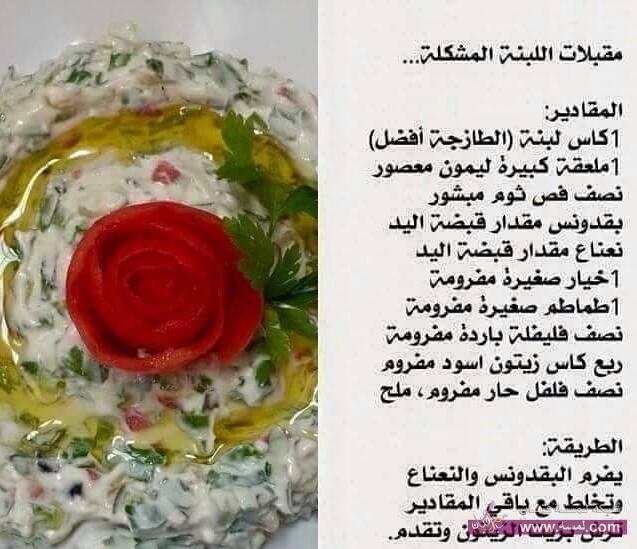 مقبلات اللبنة المشكلة...
المقادير:
1كاس لبنة (الطازجة أفضل)
1ملعقة كبيرة ليمون معصور
نصف فص ثوم مبشور
بقدونس مقدار قبضة اليد
نعناع مقدار قبضة اليد
1خيار صغيرة مفرومة
1طماطم صغيرة مفرومة
نصف فليفلة باردة مفرومة
ربع كاس زيتون اسود مفروم
نصف فلفل حار مفروم، ملح
الطريقة:
يفرم البقدونس والنعناع
وتخلط مع باقي المقادير
بزيت الزيتون وتقدم.
www.لمسة.com